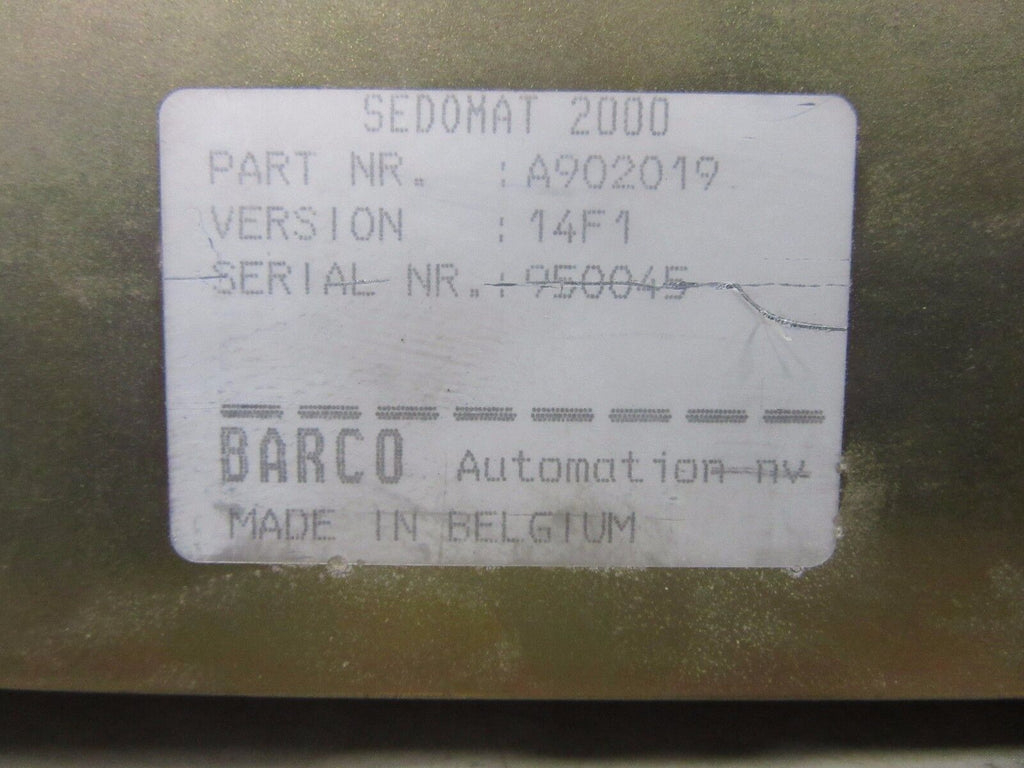 SEDOMAT 2000
PART NR. : A902019
VERSION : 14F1
SERIAL NR. : 950045
BARCO Automation nv
MADE IN BELGIUM